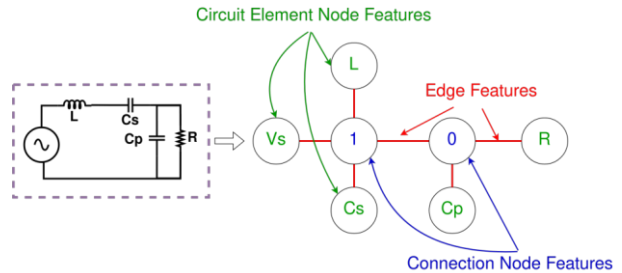 Circuit Element Node Features
L
Edge Features
L
Cs
Cp
R
Vs
1
0
R
Cs
Cp
Connection Node Features